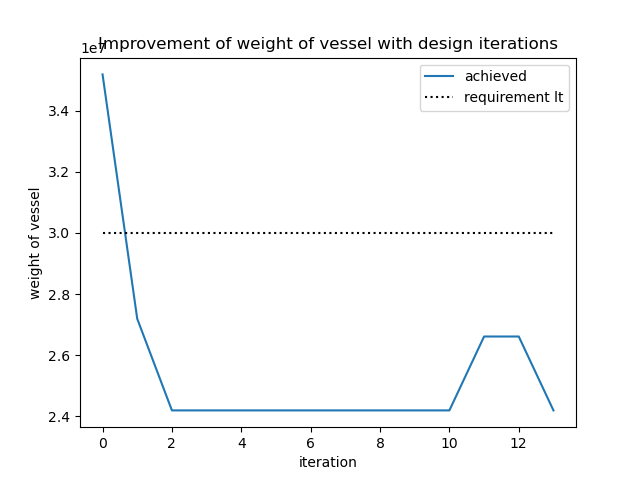 Improvement of weight of vessel with design iterations
1e7
achieved
requirement lt
3.4
3.2
3.0
2.8
2.6
2.4
weight of vessel
0 2 4 6 8 10 12
iteration